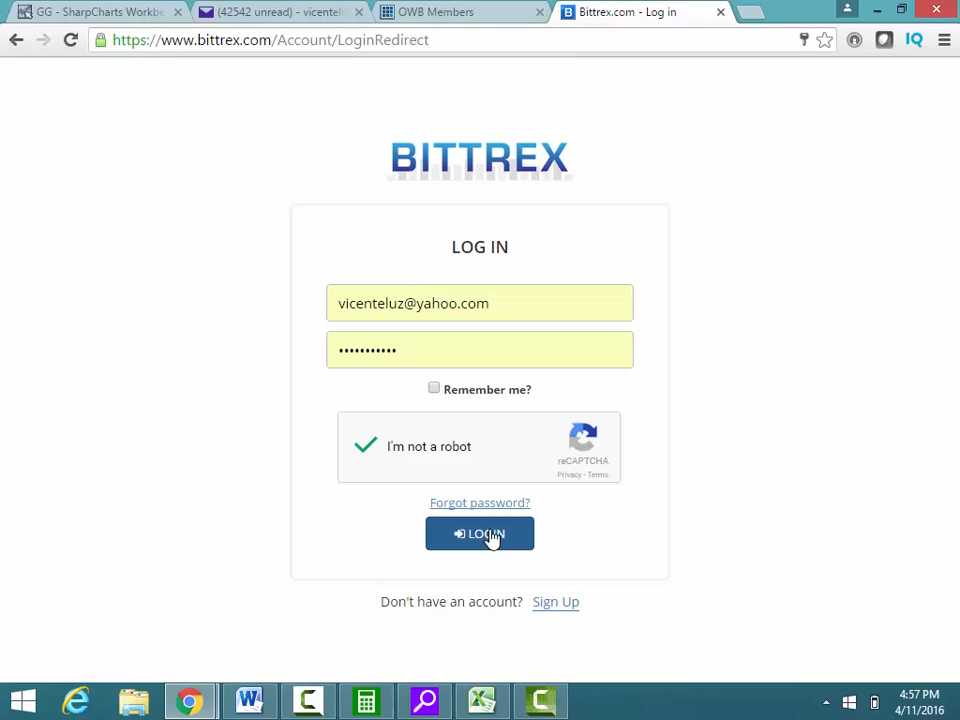 GG - SharpCharts Workbe
(42542 unread) - vicentel
OWB Members
Bittrex.com - Log in
https://www.bittrex.com/Account/LoginRedirect
IQ
BITTREX
LOG IN
vicenteluz@yahoo.com
•••••••••••
Remember me?
I'm not a robot
reCAPTCHA
Privacy - Terms
Forgot password?
LOGIN
Don't have an account? Sign Up
4:57 PM
4/11/2016